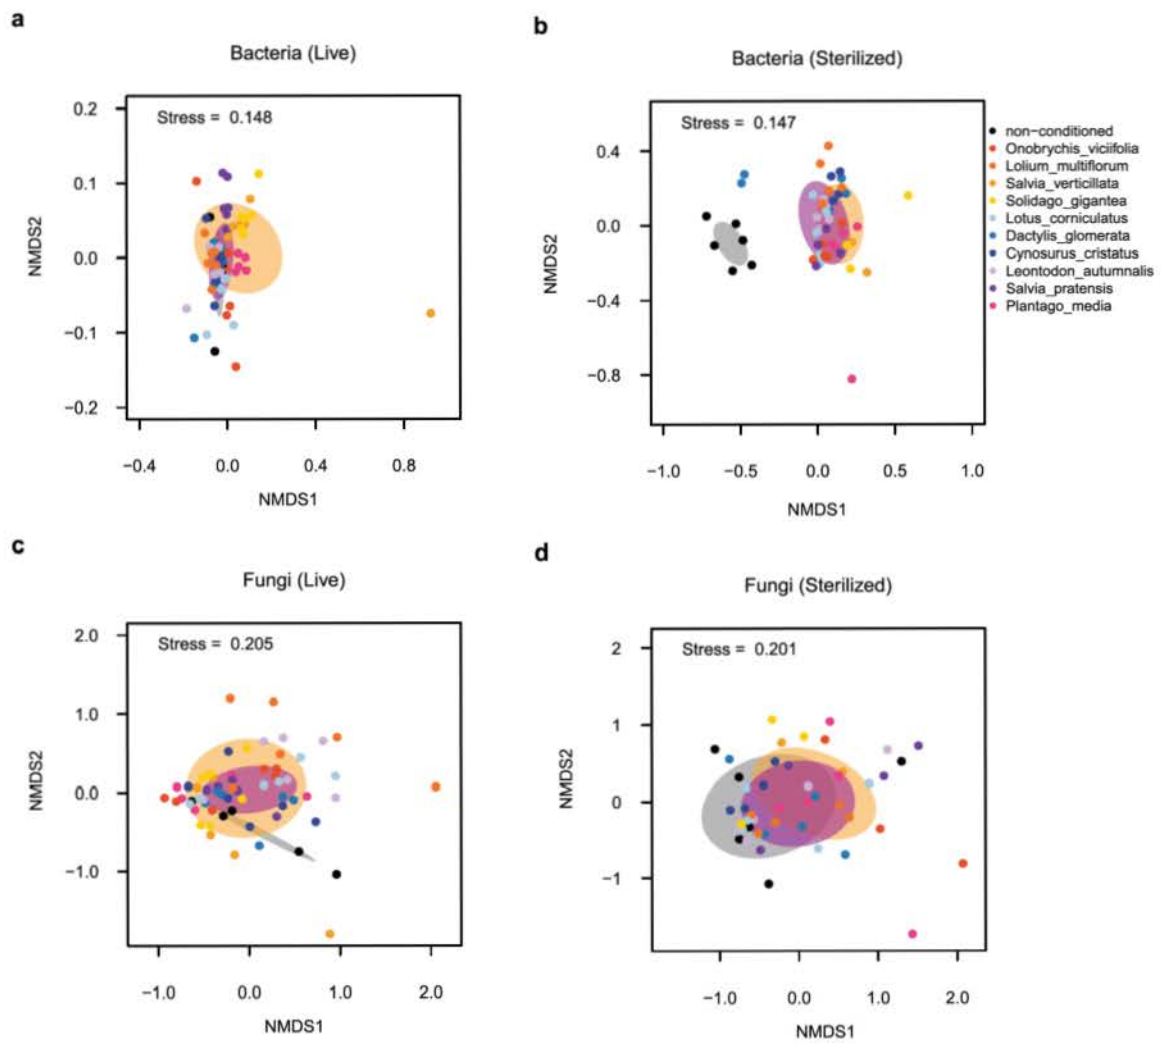 a
Bacteria (Live)
Stress = 0.148
NMDS2
0.2
0.1
0.0
−0.1
−0.2
−0.4
0.0
0.4
0.8
NMDS1
b
Bacteria (Sterilized)
Stress = 0.147
NMDS2
0.4
0.0
−0.4
−0.8
−1.0
−0.5
0.0
0.5
1.0
NMDS1
non−conditioned
Onobrychis_viciifolia
Lolium_multiflorum
Salvia_verticillata
Solidago_gigantea
Lotus_corniculatus
Dactylis_glomerata
Cynosurus_cristatus
Leontodon_autumnalis
Salvia_pratensis
Plantago_media
c
Fungi (Live)
Stress = 0.205
NMDS2
2.0
1.0
0.0
−1.0
−1.0
0.0
1.0
2.0
NMDS1
d
Fungi (Sterilized)
Stress = 0.201
NMDS2
2
1
0
−1
−1.0
0.0
1.0
2.0
NMDS1